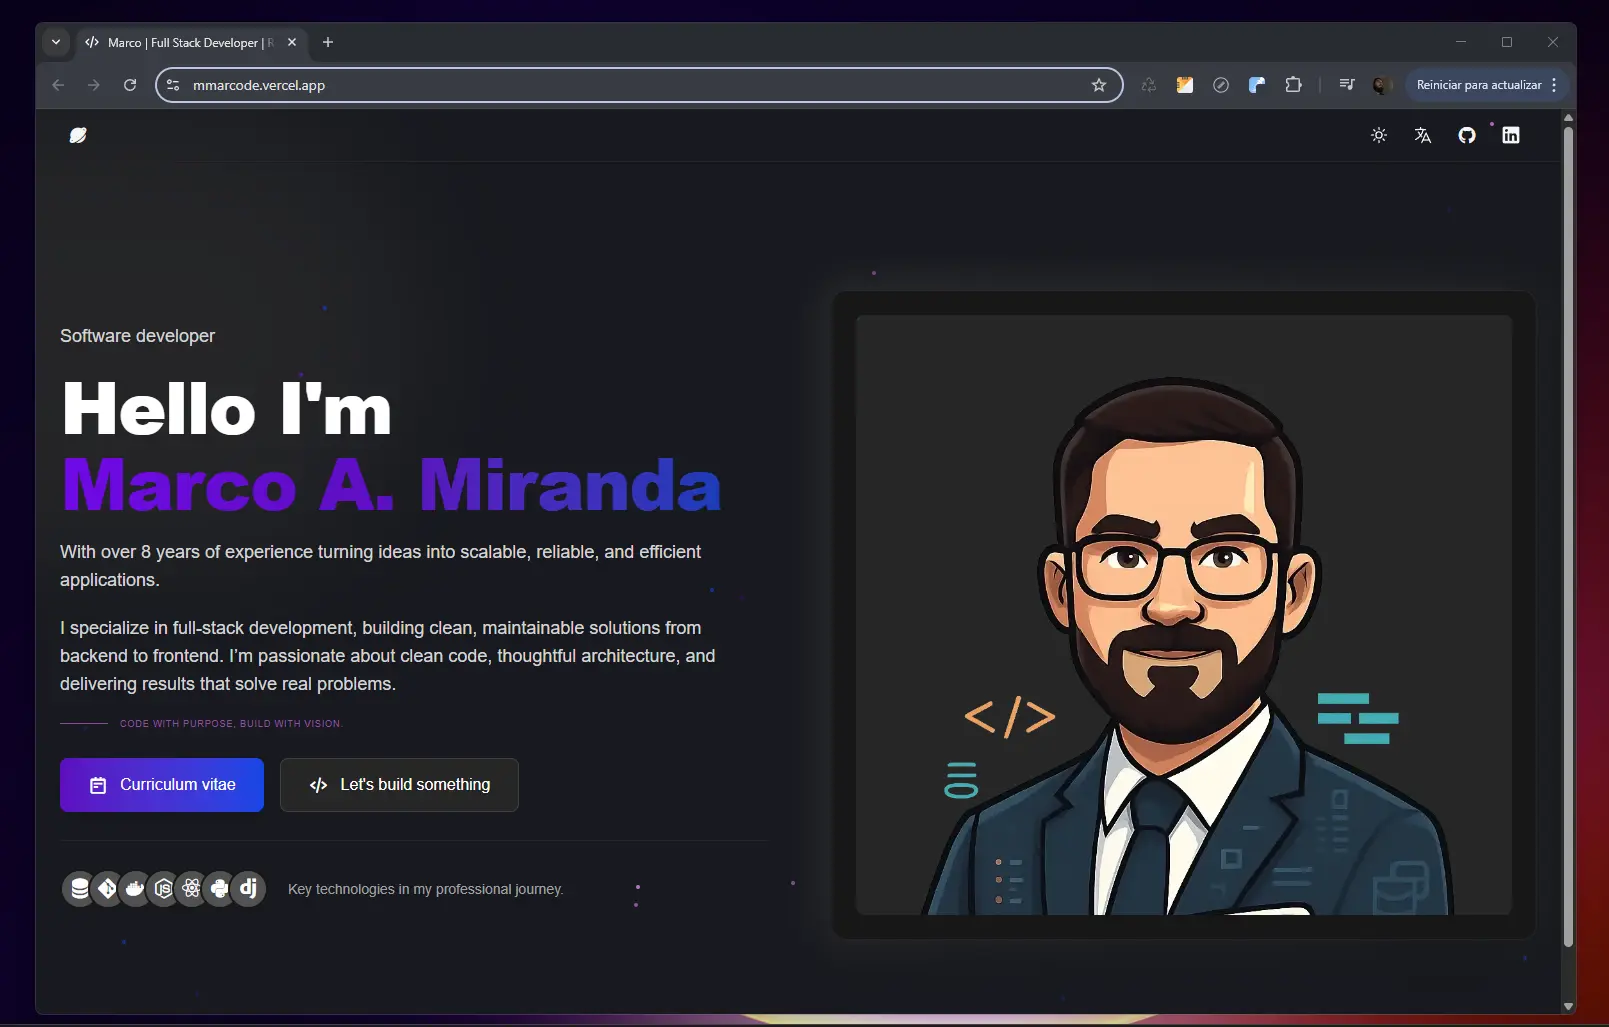 Marco | Full Stack Developer | R
mmarcode.vercel.app
Reiniciar para actualizar
Software developer
Hello I'm
Marco A. Miranda
With over 8 years of experience turning ideas into scalable, reliable, and efficient
applications.
I specialize in full-stack development, building clean, maintainable solutions from
backend to frontend. I’m passionate about clean code, thoughtful architecture, and
delivering results that solve real problems.
CODE WITH PURPOSE, BUILD WITH VISION.
Curriculum vitae
</> Let's build something
JS
dj
Key technologies in my professional journey.
</>
in